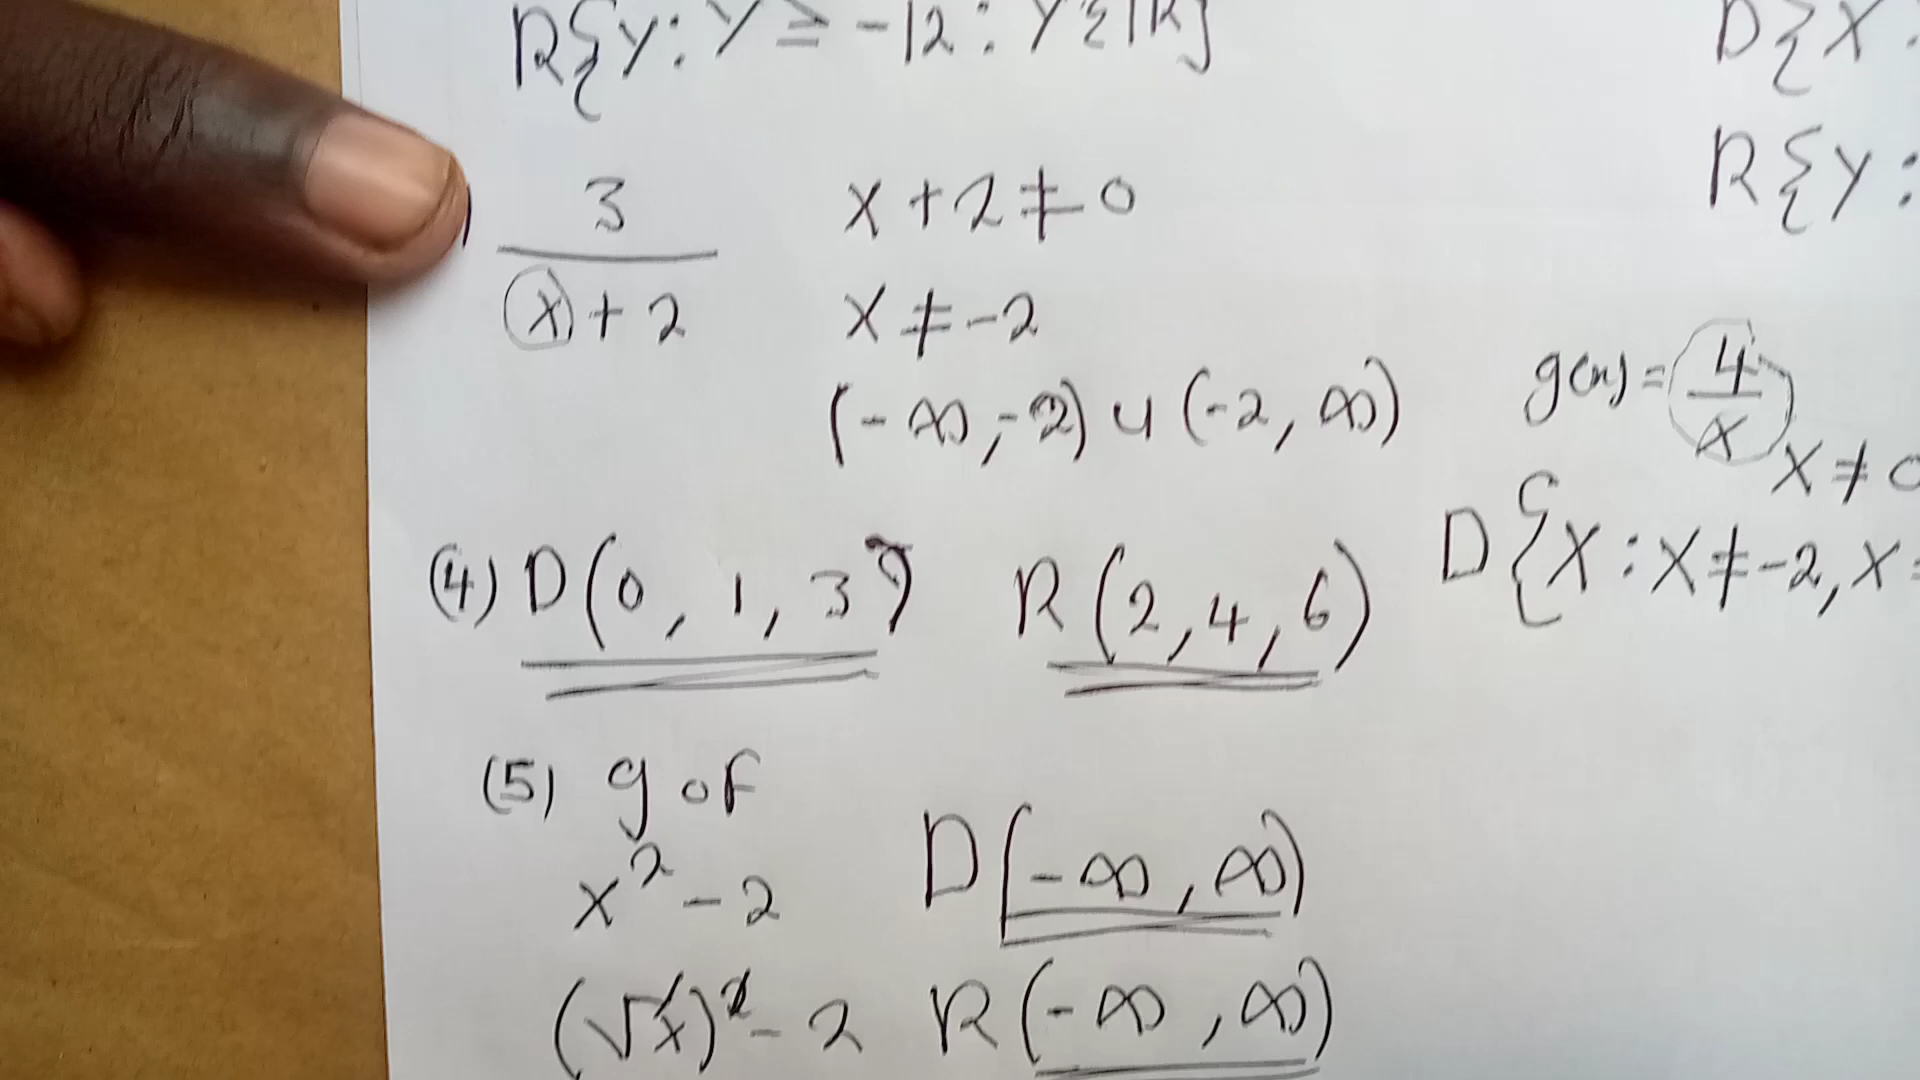 R{Y: Y ≥ -12 : Y ε IR}
3
x + 2
x + 2 ≠ 0
x ≠ -2
(-∞, -2) u (-2, ∞)
(4) D(0, 1, 3) R(2, 4, 6)
(5) g o f
x² - 2 D(-∞, ∞)
(√x)² - 2 R(-∞, ∞)
D{X :
R{Y :
g(x) = 4
x
x ≠ 0
D{X : X ≠ -2, X =